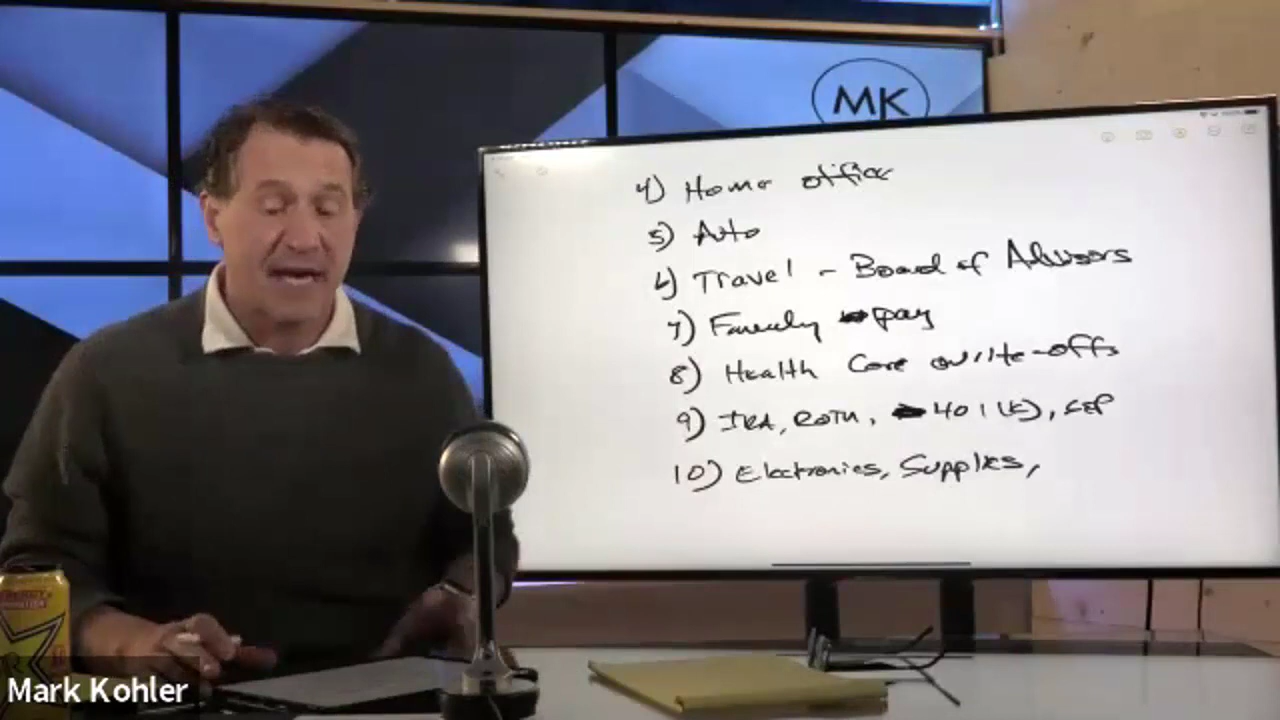 MK
4) Home office
5) Auto
6) Travel - Board of Advisors
7) Family pay
8) Health Care write-offs
9) IRA, ROTH, 401(k), SEP
10) Electronics, Supplies,
Mark Kohler